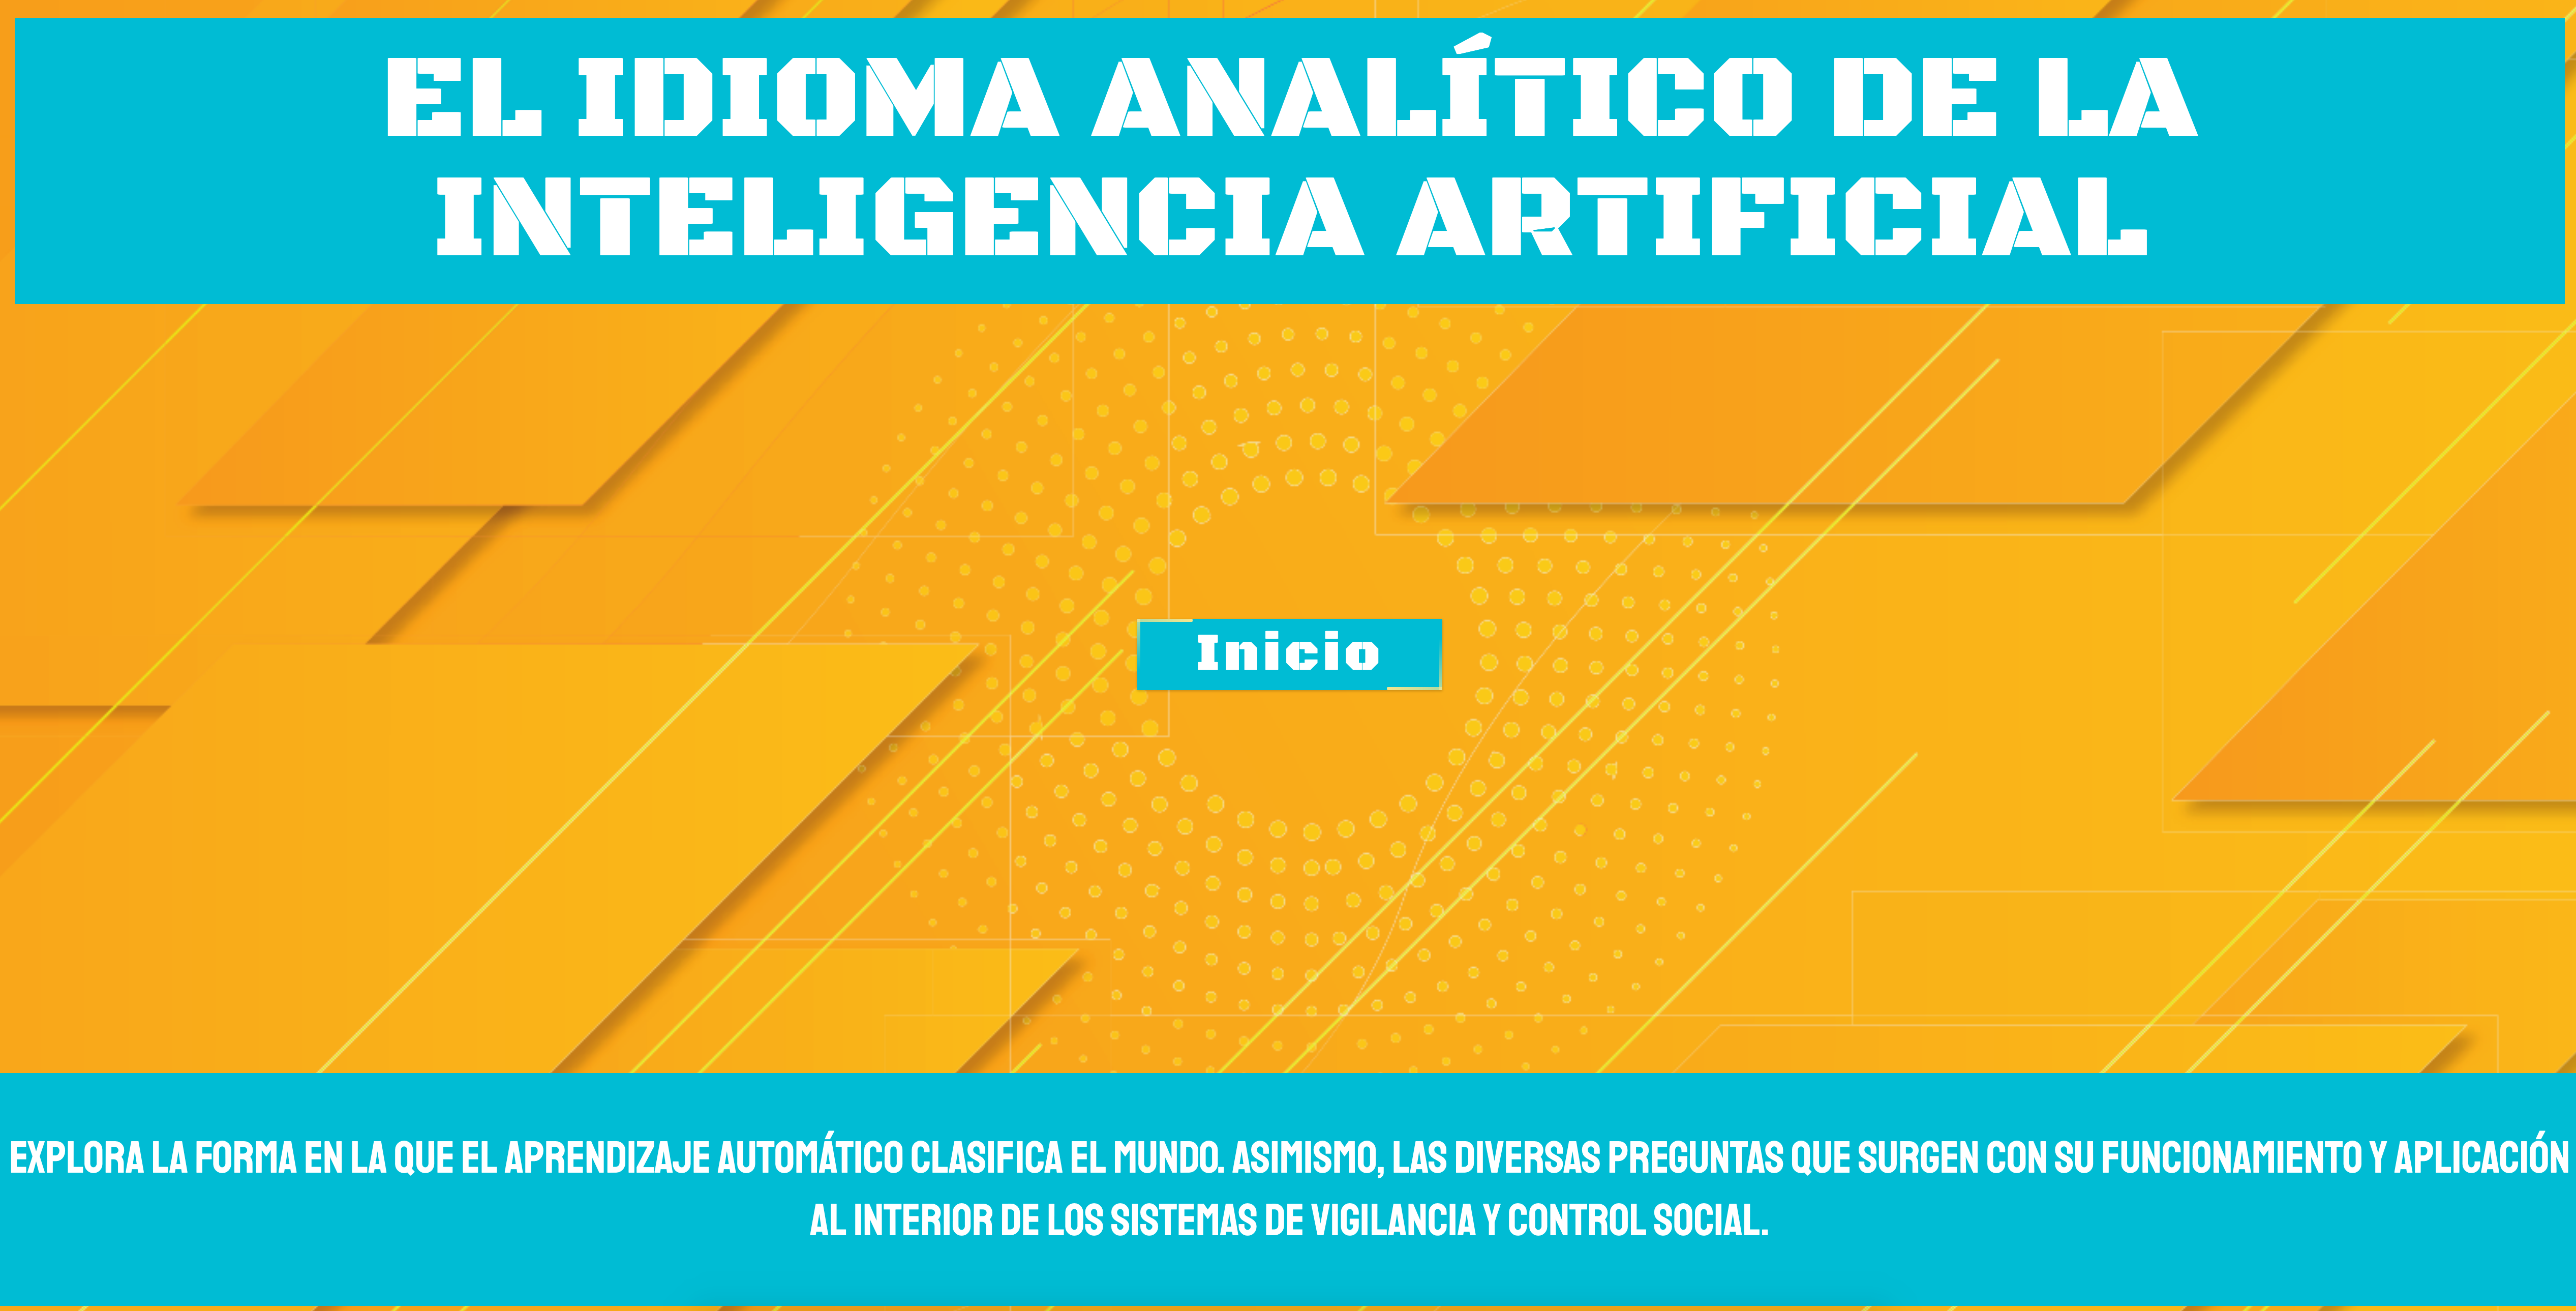 EL IDIOMA ANALÍTICO DE LA
INTELIGENCIA ARTIFICIAL
Inicio
EXPLORA LA FORMA EN LA QUE EL APRENDIZAJE AUTOMÁTICO CLASIFICA EL MUNDO. ASIMISMO, LAS DIVERSAS PREGUNTAS QUE SURGEN CON SU FUNCIONAMIENTO Y APLICACIÓN
AL INTERIOR DE LOS SISTEMAS DE VIGILANCIA Y CONTROL SOCIAL.